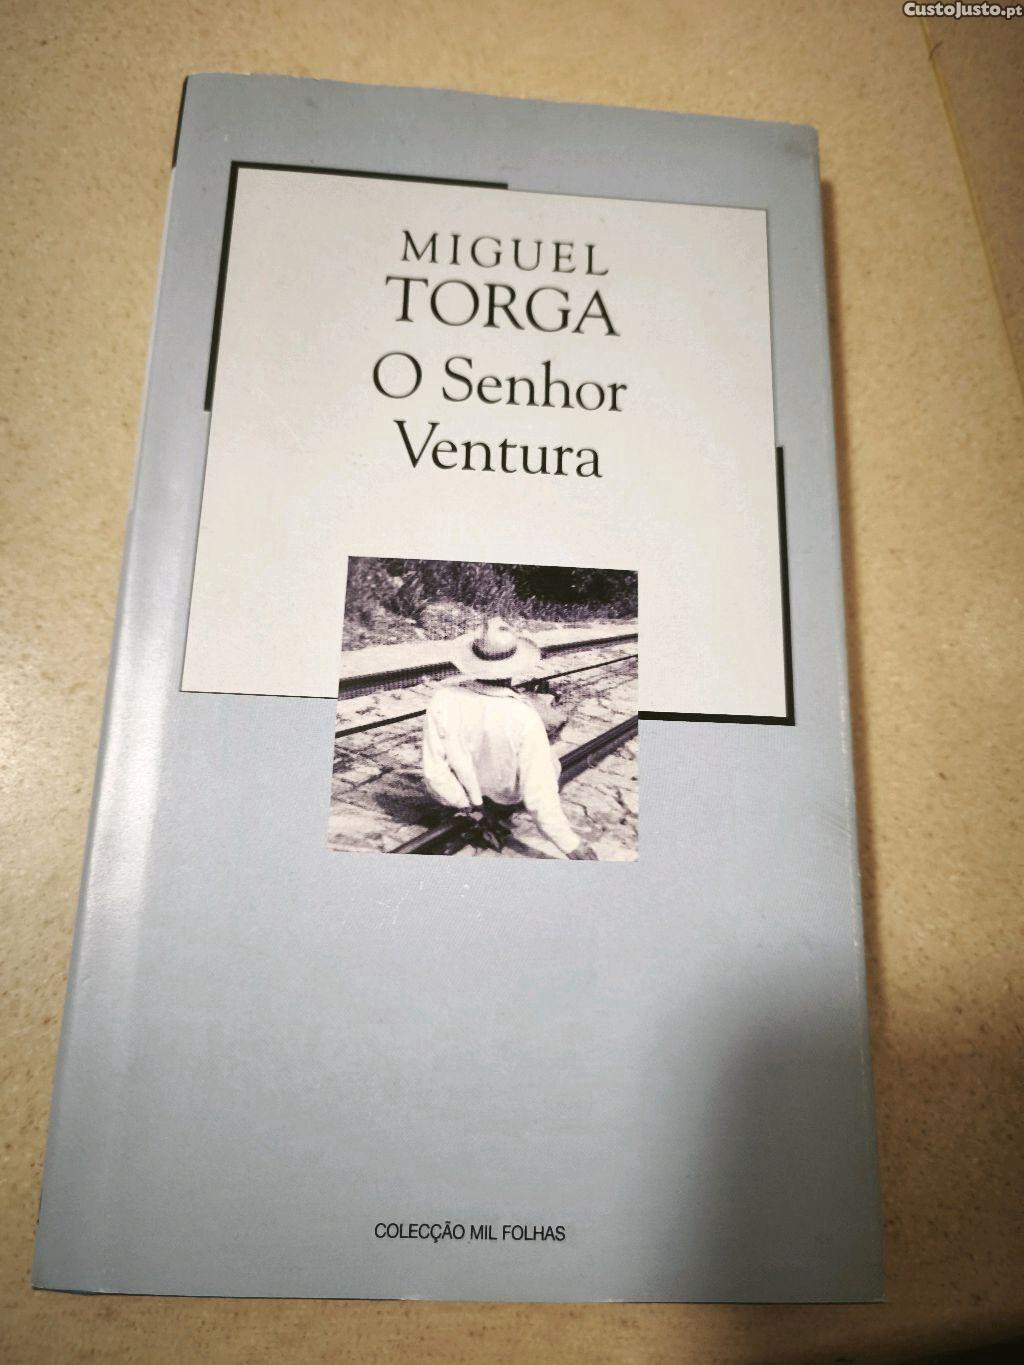 CustoJusto.pt
MIGUEL
TORGA
O Senhor
Ventura
COLECÇÃO MIL FOLHAS